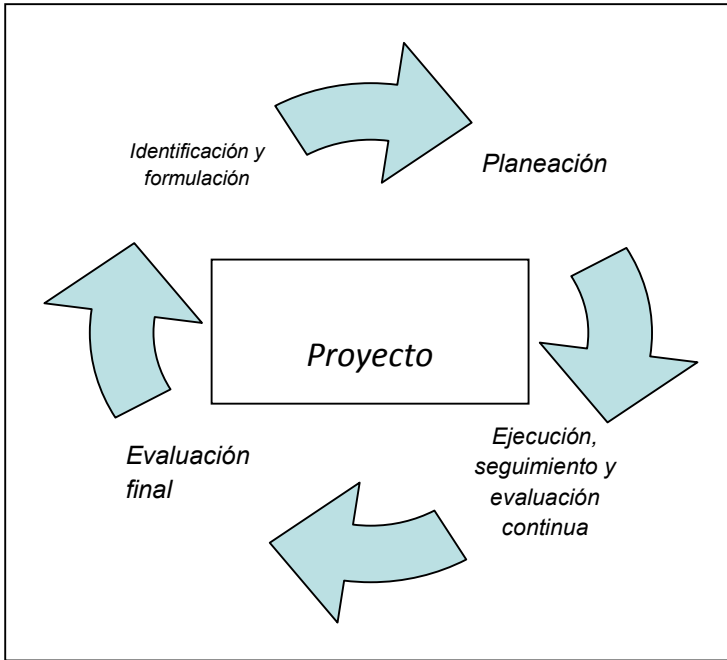 Identificación y
formulación
Planeación
Proyecto
Ejecución,
seguimiento y
evaluación
continua
Evaluación
final